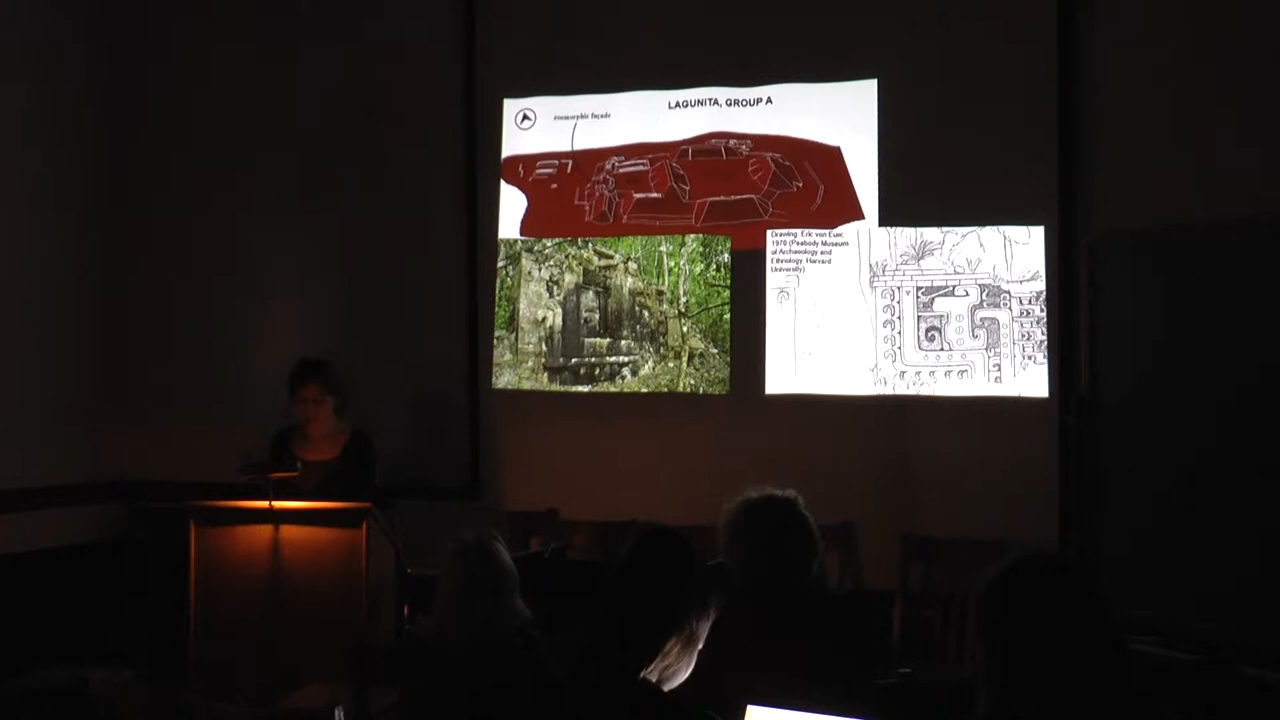 LAGUNITA, GROUP A
zoomorphic façade
Drawing Eric von Euw,
1970 (Peabody Museum
of Archaeology and
Ethnology, Harvard
University)